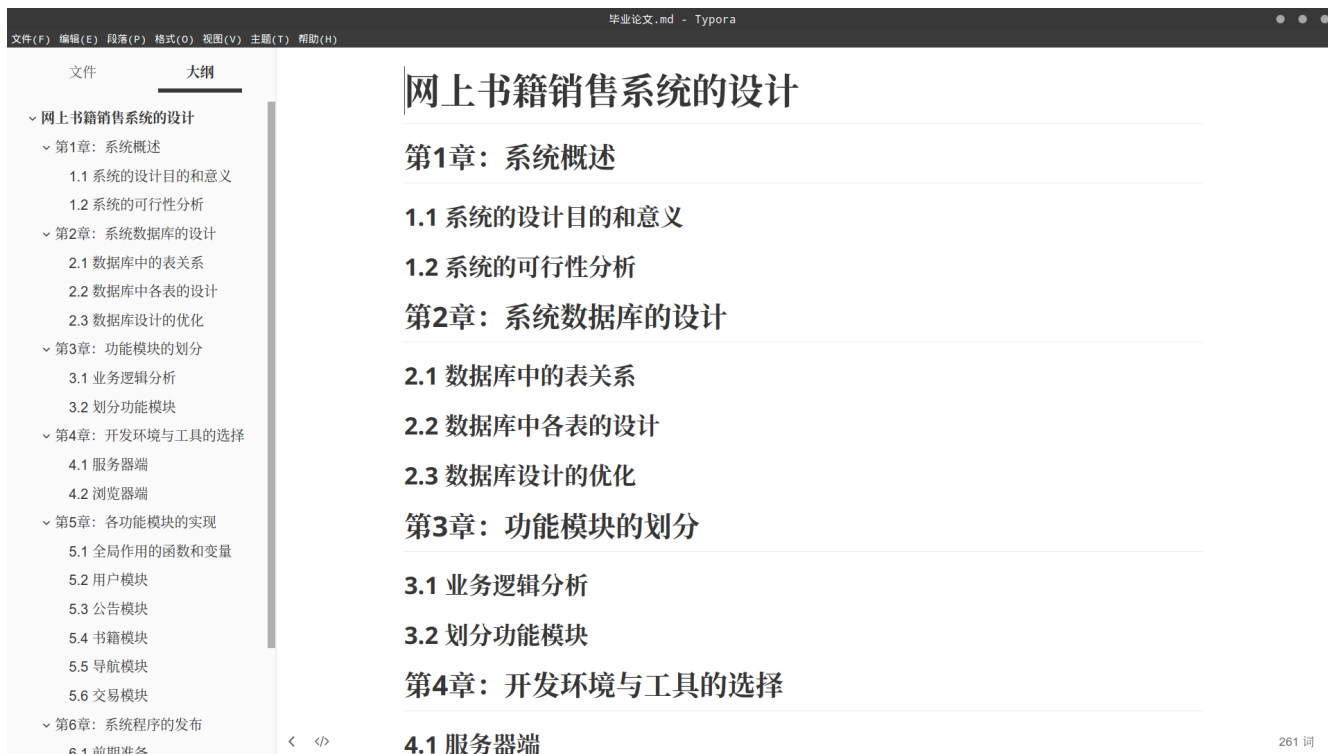 毕业论文.md - Typora
文件(F) 编辑(E) 段落(P) 格式(O) 视图(V) 主题(T) 帮助(H)
文件 大纲
网上书籍销售系统的设计
第1章：系统概述
1.1 系统的设计目的和意义
1.2 系统的可行性分析
第2章：系统数据库的设计
2.1 数据库中的表关系
2.2 数据库中各表的设计
2.3 数据库设计的优化
第3章：功能模块的划分
3.1 业务逻辑分析
3.2 划分功能模块
第4章：开发环境与工具的选择
4.1 服务器端
4.2 浏览器端
第5章：各功能模块的实现
5.1 全局作用的函数和变量
5.2 用户模块
5.3 公告模块
5.4 书籍模块
5.5 导航模块
5.6 交易模块
第6章：系统程序的发布
6.1 前期准备
网上书籍销售系统的设计
第1章：系统概述
1.1 系统的设计目的和意义
1.2 系统的可行性分析
第2章：系统数据库的设计
2.1 数据库中的表关系
2.2 数据库中各表的设计
2.3 数据库设计的优化
第3章：功能模块的划分
3.1 业务逻辑分析
3.2 划分功能模块
第4章：开发环境与工具的选择
4.1 服务器端
261 词